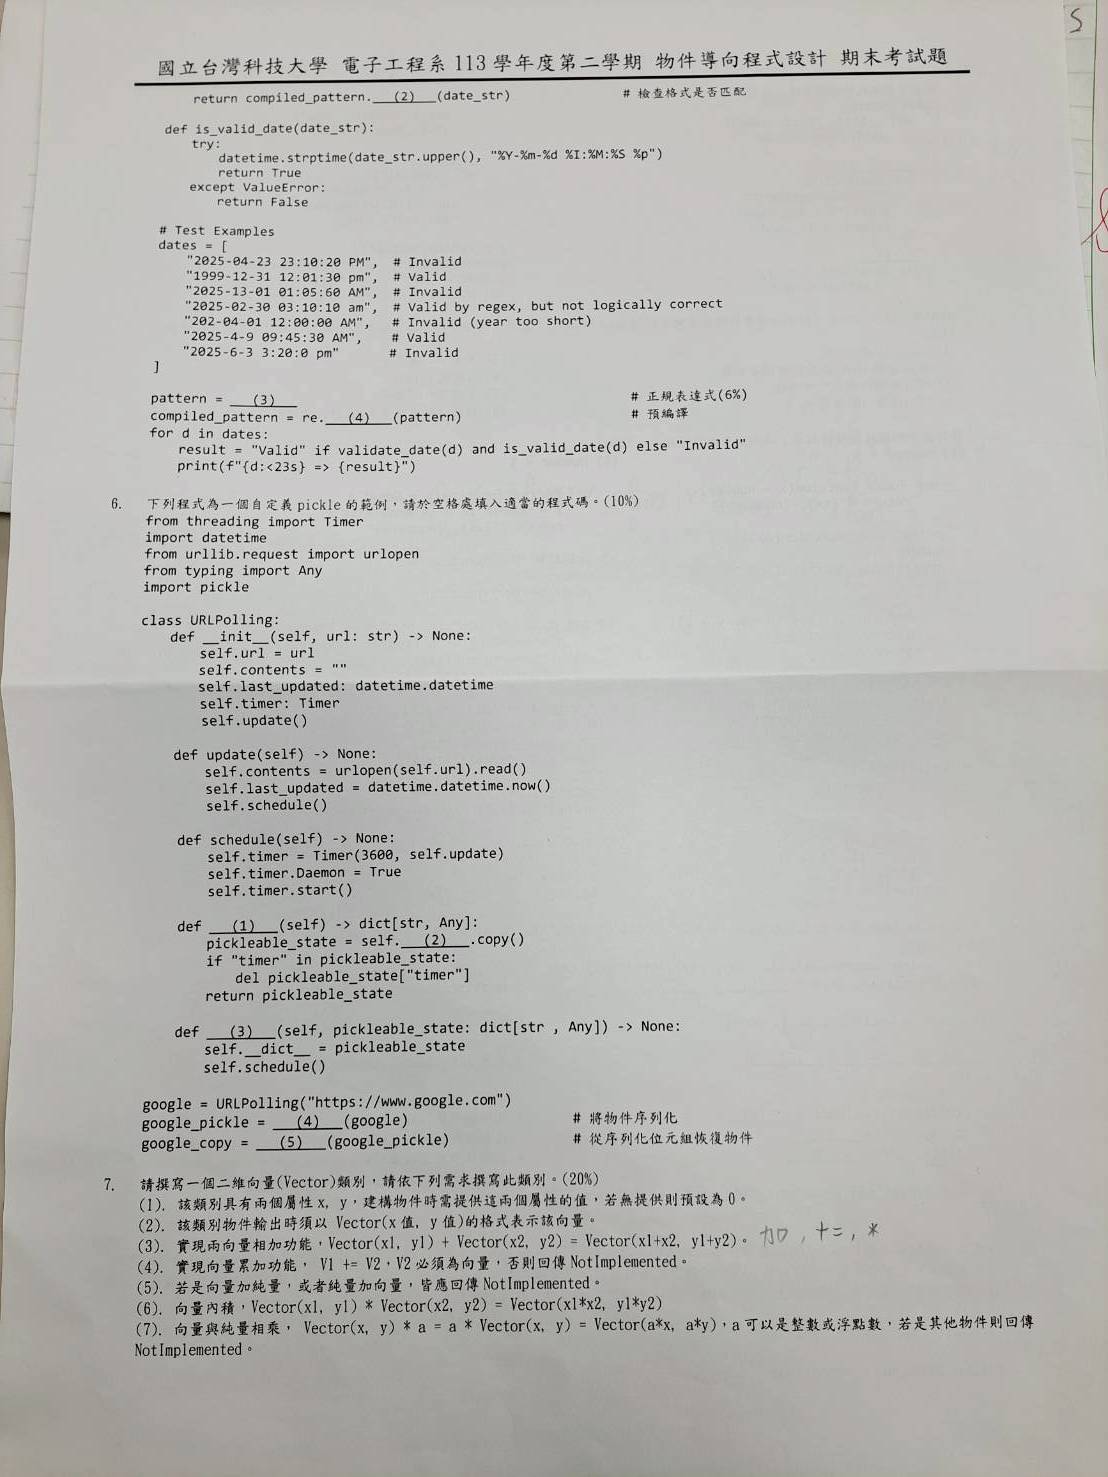 S
國立台灣科技大學 電子工程系 113 學年度第二學期 物件導向程式設計 期末考試題
return compiled_pattern.__(2)__(date_str) # 檢查格式是否匹配
def is_valid_date(date_str):
try:
datetime.strptime(date_str.upper(), "%Y-%m-%d %I:%M:%S %p")
return True
except ValueError:
return False
# Test Examples
dates = [
"2025-04-23 23:10:20 PM", # Invalid
"1999-12-31 12:01:30 pm", # Valid
"2025-13-01 01:05:60 AM", # Invalid
"2025-02-30 03:10:10 am", # Valid by regex, but not logically correct
"202-04-01 12:00:00 AM", # Invalid (year too short)
"2025-4-9 09:45:30 AM", # Valid
"2025-6-3 3:20:0 pm" # Invalid
]
pattern = __(3)__ # 正規表達式(6%)
compiled_pattern = re.__(4)__(pattern) # 預編譯
for d in dates:
result = "Valid" if validate_date(d) and is_valid_date(d) else "Invalid"
print(f"{d:<23s} => {result}")
6. 下列程式為一個自定義 pickle 的範例，請於空格處填入適當的程式碼。(10%)
from threading import Timer
import datetime
from urllib.request import urlopen
from typing import Any
import pickle
class URLPolling:
def __init__(self, url: str) -> None:
self.url = url
self.contents = ""
self.last_updated: datetime.datetime
self.timer: Timer
self.update()
def update(self) -> None:
self.contents = urlopen(self.url).read()
self.last_updated = datetime.datetime.now()
self.schedule()
def schedule(self) -> None:
self.timer = Timer(3600, self.update)
self.timer.Daemon = True
self.timer.start()
def __(1)__(self) -> dict[str, Any]:
pickleable_state = self.__(2)__.copy()
if "timer" in pickleable_state:
del pickleable_state["timer"]
return pickleable_state
def __(3)__(self, pickleable_state: dict[str , Any]) -> None:
self.__dict__ = pickleable_state
self.schedule()
google = URLPolling("https://www.google.com")
google_pickle = __(4)__(google) # 將物件序列化
google_copy = __(5)__(google_pickle) # 從序列化位元組恢復物件
7. 請撰寫一個二維向量(Vector)類別，請依下列需求撰寫此類別。(20%)
(1). 該類別具有兩個屬性 x, y，建構物件時需提供這兩個屬性的值，若無提供則預設為 0。
(2). 該類別物件輸出時須以 Vector(x 值, y 值)的格式表示該向量。
(3). 實現兩向量相加功能，Vector(x1, y1) + Vector(x2, y2) = Vector(x1+x2, y1+y2)。 加 , += , *
(4). 實現向量累加功能， V1 += V2，V2 必須為向量，否則回傳 NotImplemented。
(5). 若是向量加純量，或者純量加向量，皆應回傳 NotImplemented。
(6). 向量內積，Vector(x1, y1) * Vector(x2, y2) = Vector(x1*x2, y1*y2)
(7). 向量與純量相乘， Vector(x, y) * a = a * Vector(x, y) = Vector(a*x, a*y)，a 可以是整數或浮點數，若是其他物件則回傳
NotImplemented。